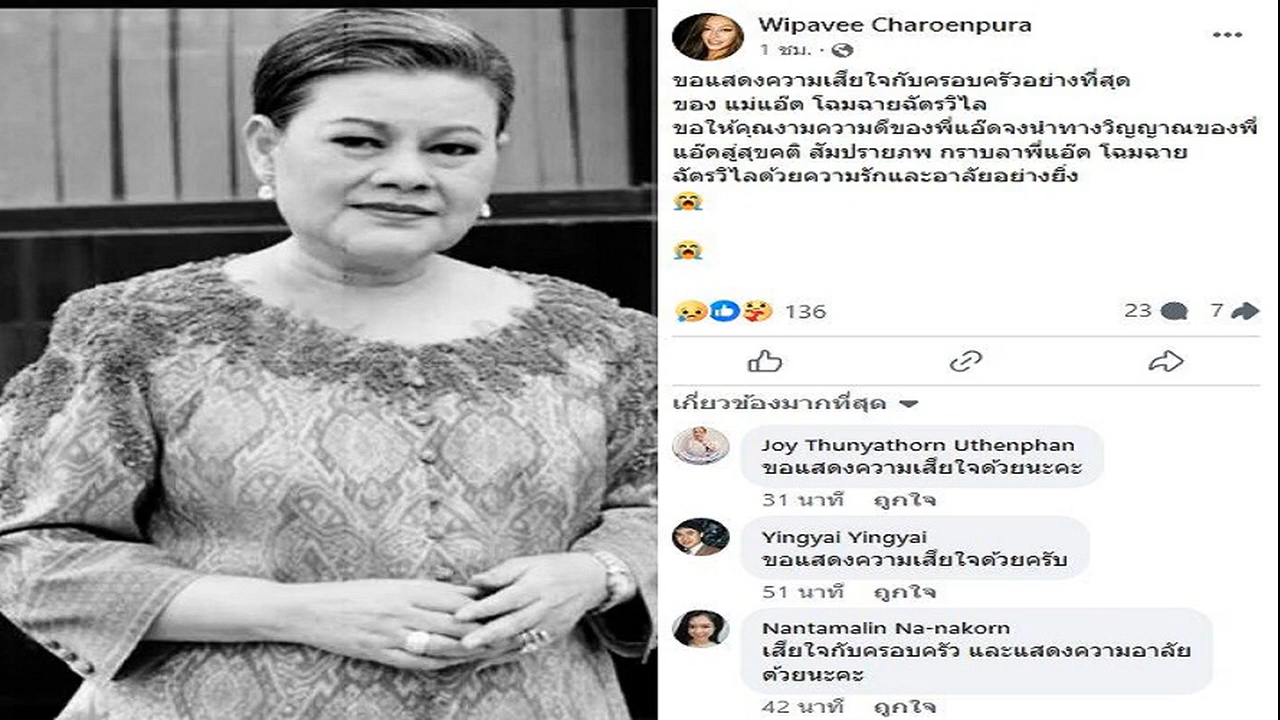 Wipavee Charoenpura
1 ชม. ·
ขอแสดงความเสียใจกับครอบครัวอย่างที่สุด
ของ แม่แอ๊ด โฉมฉายฉัตรวิไล
ขอให้คุณงามความดีของพี่แอ๊ดจงนำทางวิญญาณของพี่
แอ๊ดสู่สุขคติ สัมปรายภพ กราบลาพี่แอ๊ด โฉมฉาย
ฉัตรวิไลด้วยความรักและอาลัยอย่างยิ่ง
136 23 7
เกี่ยวข้องมากที่สุด
Joy Thunyathorn Uthenphan
ขอแสดงความเสียใจด้วยนะคะ
31 นาที ถูกใจ
Yingyai Yingyai
ขอแสดงความเสียใจด้วยครับ
51 นาที ถูกใจ
Nantamalin Na-nakorn
เสียใจกับครอบครัว และแสดงความอาลัย
ด้วยนะคะ
42 นาที ถูกใจ